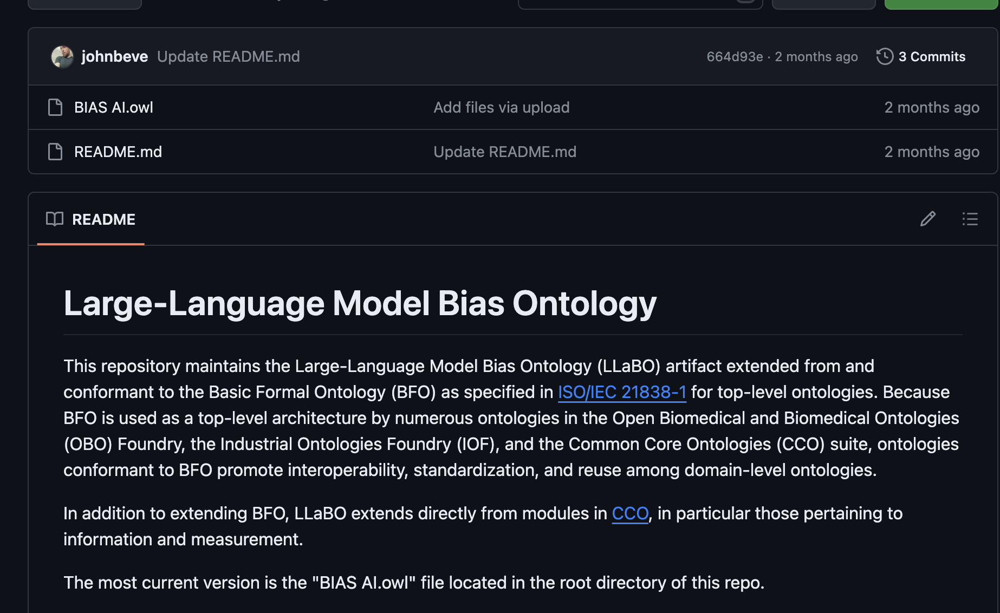 johnbeve Update README.md 664d93e · 2 months ago 3 Commits
BIAS AI.owl Add files via upload 2 months ago
README.md Update README.md 2 months ago
README
Large-Language Model Bias Ontology
This repository maintains the Large-Language Model Bias Ontology (LLaBO) artifact extended from and
conformant to the Basic Formal Ontology (BFO) as specified in ISO/IEC 21838-1 for top-level ontologies. Because
BFO is used as a top-level architecture by numerous ontologies in the Open Biomedical and Biomedical Ontologies
(OBO) Foundry, the Industrial Ontologies Foundry (IOF), and the Common Core Ontologies (CCO) suite, ontologies
conformant to BFO promote interoperability, standardization, and reuse among domain-level ontologies.
In addition to extending BFO, LLaBO extends directly from modules in CCO, in particular those pertaining to
information and measurement.
The most current version is the "BIAS AI.owl" file located in the root directory of this repo.